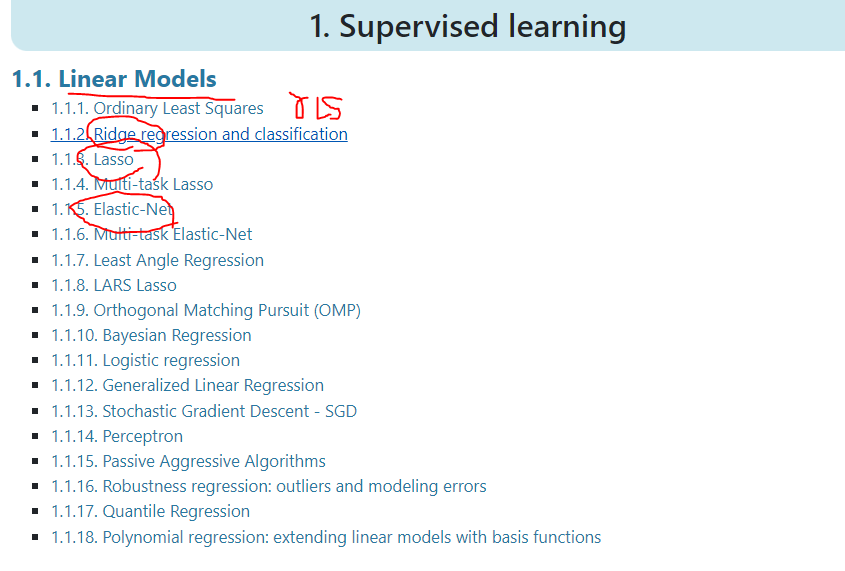 1. Supervised learning
1.1. Linear Models
1.1.1. Ordinary Least Squares
1.1.2. Ridge regression and classification
1.1.3. Lasso
1.1.4. Multi-task Lasso
1.1.5. Elastic-Net
1.1.6. Multi-task Elastic-Net
1.1.7. Least Angle Regression
1.1.8. LARS Lasso
1.1.9. Orthogonal Matching Pursuit (OMP)
1.1.10. Bayesian Regression
1.1.11. Logistic regression
1.1.12. Generalized Linear Regression
1.1.13. Stochastic Gradient Descent - SGD
1.1.14. Perceptron
1.1.15. Passive Aggressive Algorithms
1.1.16. Robustness regression: outliers and modeling errors
1.1.17. Quantile Regression
1.1.18. Polynomial regression: extending linear models with basis functions